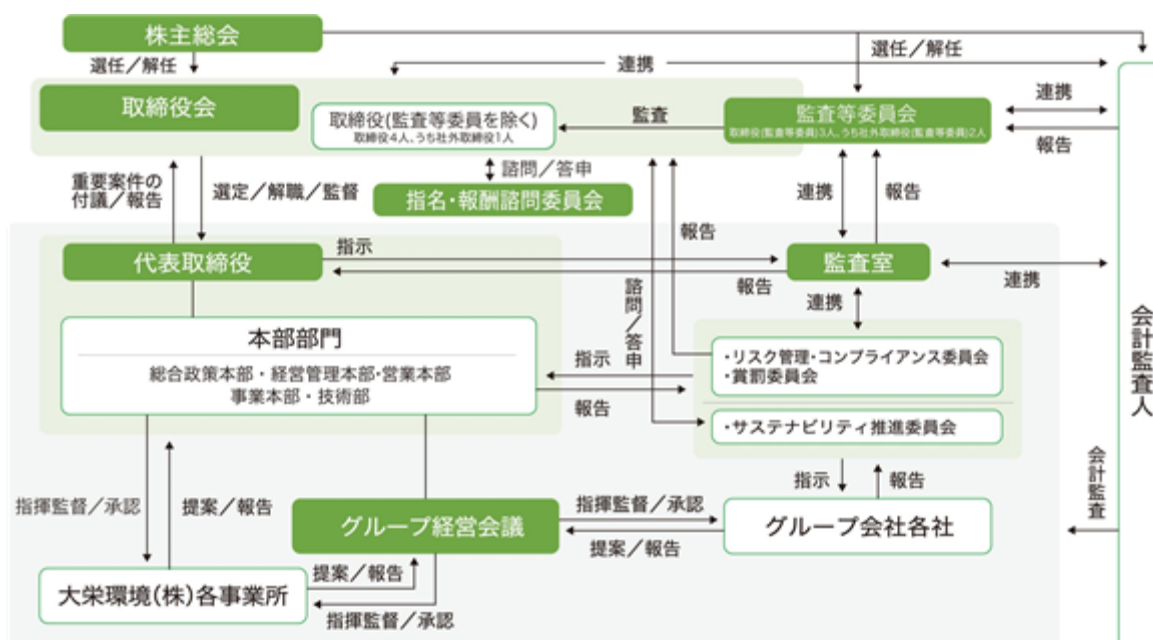 株主総会
選任／解任
選任／解任
連携
取締役会
取締役(監査等委員を除く)
取締役4人、うち社外取締役1人
監査
監査等委員会
取締役(監査等委員)3人、うち社外取締役(監査等委員)2人
連携
報告
重要案件の
付議／報告
選定／解職／監督
諮問／答申
指名・報酬諮問委員会
連携
報告
代表取締役
指示
報告
報告
監査室
連携
諮問／答申
連携
会計監査人
本部部門
総合政策本部・経営管理本部・営業本部
事業本部・技術部
指示
報告
・リスク管理・コンプライアンス委員会
・賞罰委員会
・サステナビリティ推進委員会
会計監査
指揮監督／承認
提案／報告
指示
報告
グループ経営会議
指揮監督／承認
提案／報告
グループ会社各社
大栄環境(株)各事業所
提案／報告
指揮監督／承認